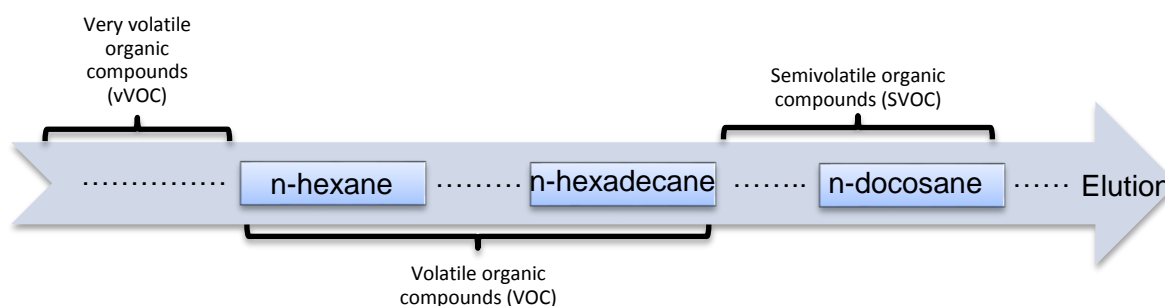 Very volatile
organic
compounds
(vVOC)
Semivolatile organic
compounds (SVOC)
n-hexane ......... n-hexadecane ........ n-docosane ...... Elution
Volatile organic
compounds (VOC)